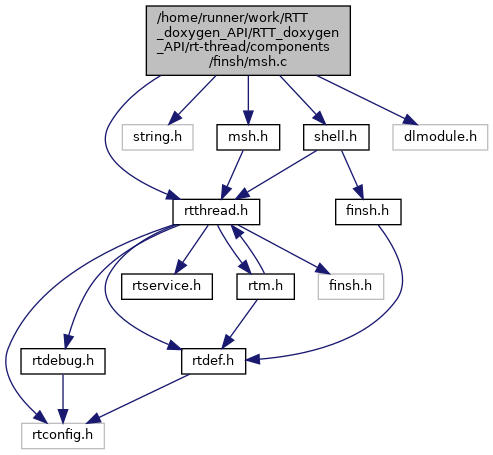 /home/runner/work/RTT
_doxygen_API/RTT_doxygen
_API/rt-thread/components
/finsh/msh.c
string.h
msh.h
shell.h
dlmodule.h
rtthread.h
finsh.h
rtservice.h
rtm.h
finsh.h
rtdebug.h
rtdef.h
rtconfig.h